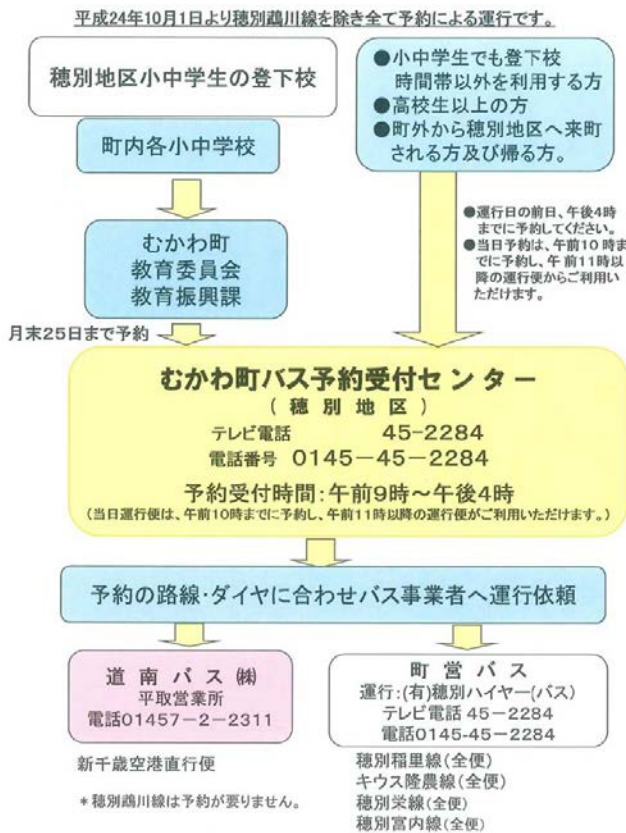 平成24年10月1日より穂別鵡川線を除き全て予約による運行です。
穂別地区小中学生の登下校
町内各小中学校
むかわ町
教育委員会
教育振興課
月末25日まで予約
●小中学生でも登下校
時間帯以外を利用する方
●高校生以上の方
●町外から穂別地区へ来町
される方及び帰る方。
●運行日の前日、午後4時
までに予約してください。
●当日予約は、午前10時ま
でに予約し、午前11時以
降の運行便からご利用い
ただけます。
むかわ町バス予約受付センター
(穂別地区)
テレビ電話 45-2284
電話番号 0145-45-2284
予約受付時間:午前9時～午後4時
(当日運行便は、午前10時までに予約し、午前11時以降の運行便がご利用いただけます。)
予約の路線・ダイヤに合わせバス事業者へ運行依頼
道南バス㈱
平取営業所
電話01457-2-2311
新千歳空港直行便
*穂別鵡川線は予約が要りません。
町営バス
運行:(有)穂別ハイヤー(バス)
テレビ電話 45-2284
電話0145-45-2284
穂別稲里線(全便)
キウス隆農線(全便)
穂別栄線(全便)
穂別富内線(全便)